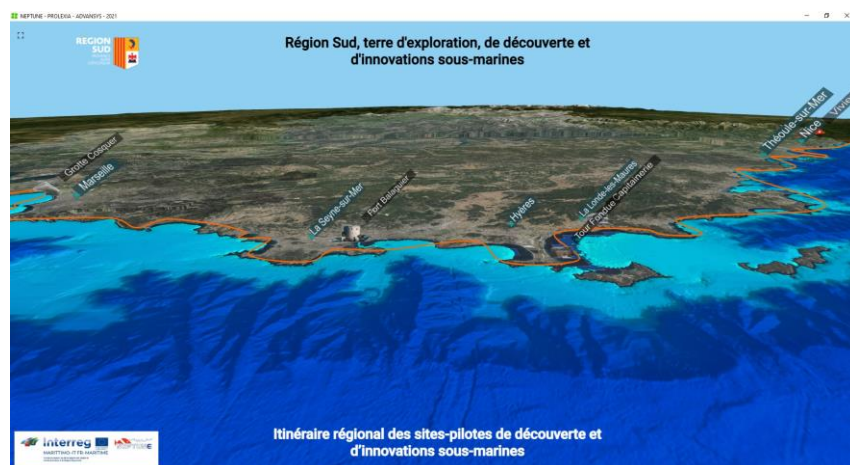 NEPTUNE - PROLEXIA - ADVANSYS - 2021
REGION
SUD
Région Sud, terre d'exploration, de découverte et
d'innovations sous-marines
Grotte Cosquer
Marseille
La Seyne-sur-Mer
Fort Balaguier
Hyères
La Londe-les-Maures
Tour Fondue Capitainerie
Théoule-sur-Mer
Nice
Itinéraire régional des sites-pilotes de découverte et
d'innovations sous-marines
Interreg
MARITTIMO-IT FR-MARITIME